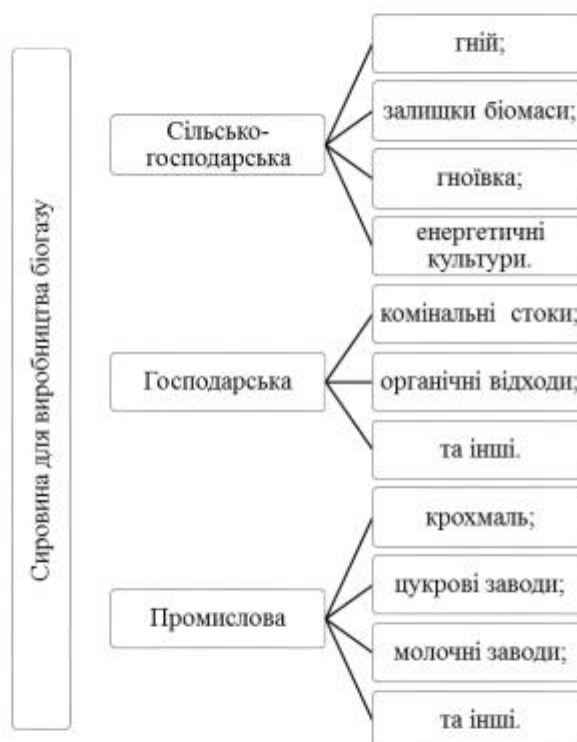 Сировина для виробництва біогазу
Сільсько-
господарська
гній;
залишки біомаси;
гноївка;
енергетичні
культури.
Господарська
комінальні стоки;
органічні відходи;
та інші.
Промислова
крохмаль;
цукрові заводи;
молочні заводи;
та інші.